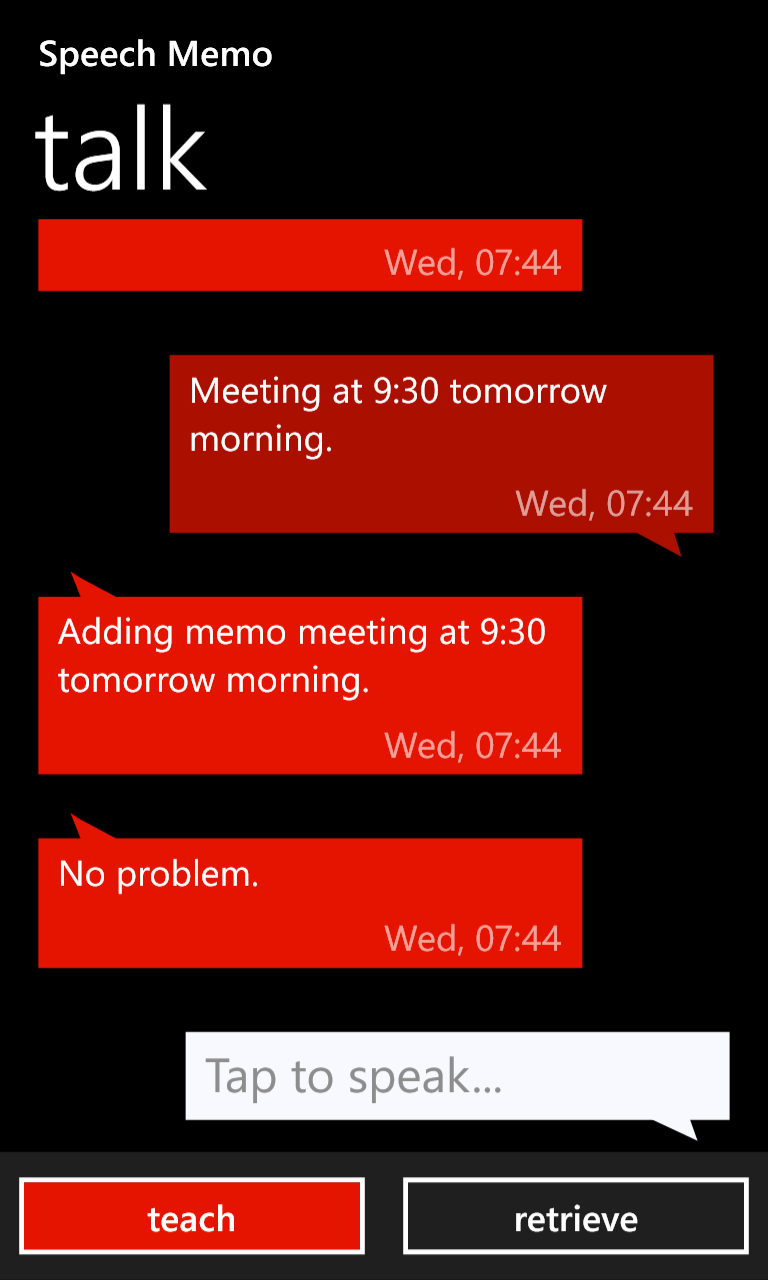 Speech Memo
talk
Wed, 07:44
Meeting at 9:30 tomorrow
morning.
Wed, 07:44
Adding memo meeting at 9:30
tomorrow morning.
Wed, 07:44
No problem.
Wed, 07:44
Tap to speak...
teach
retrieve